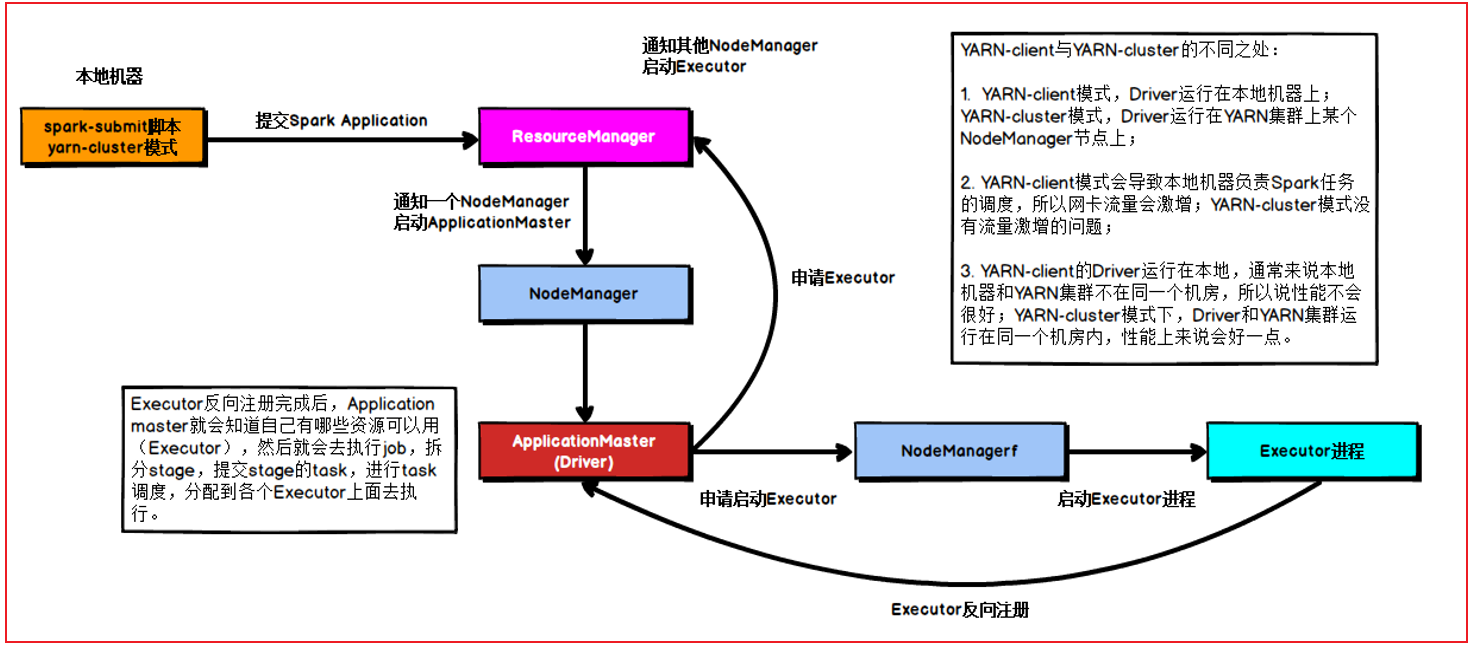 本地机器
spark-submit脚本
yarn-cluster模式
提交Spark Application
通知其他NodeManager
启动Executor
ResourceManager
通知一个NodeManager
启动ApplicationMaster
NodeManager
申请Executor
YARN-client与YARN-cluster的不同之处：
1. YARN-client模式，Driver运行在本地机器上；
YARN-cluster模式，Driver运行在YARN集群上某个
NodeManager节点上；
2. YARN-client模式会导致本地机器负责Spark任务
的调度，所以网卡流量会激增；YARN-cluster模式没
有流量激增的问题；
3. YARN-client的Driver运行在本地，通常来说本地
机器和YARN集群不在同一个机房，所以说性能不会
很好；YARN-cluster模式下，Driver和YARN集群运
行在同一个机房内，性能上来说会好一点。
Executor反向注册完成后，Application
master就会知道自己有哪些资源可以用
（Executor），然后就会去执行job，拆
分stage，提交stage的task，进行task
调度，分配到各个Executor上面去执
行。
ApplicationMaster
(Driver)
申请启动Executor
NodeManagerf
启动Executor进程
Executor进程
Executor反向注册